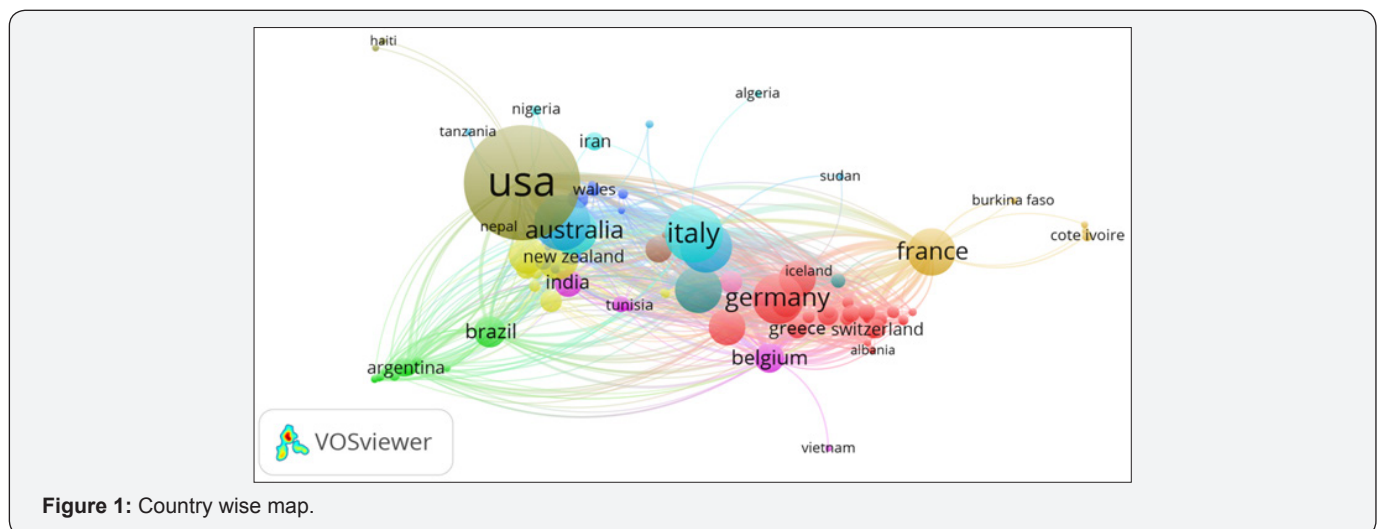 haiti
algeria
nigeria
tanzania
iran
sudan
usa
wales
burkina faso
nepal
australia
italy
cote ivoire
new zealand
france
india
iceland
tunisia
germany
brazil
greece
switzerland
albania
belgium
argentina
VOSviewer
vietnam
Figure 1: Country wise map.